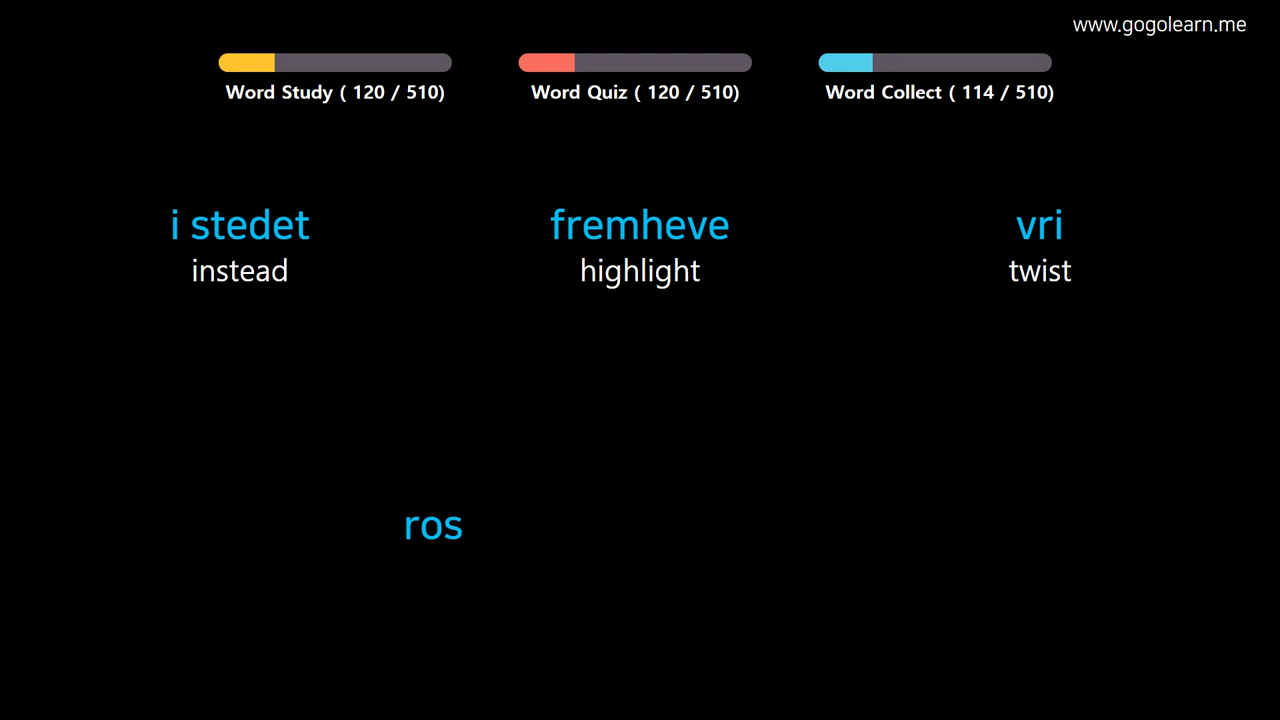 www.gogolearn.me
Word Study ( 120 / 510)
Word Quiz ( 120 / 510)
Word Collect ( 114 / 510)
i stedet
fremheve
vri
instead
highlight
twist
ros